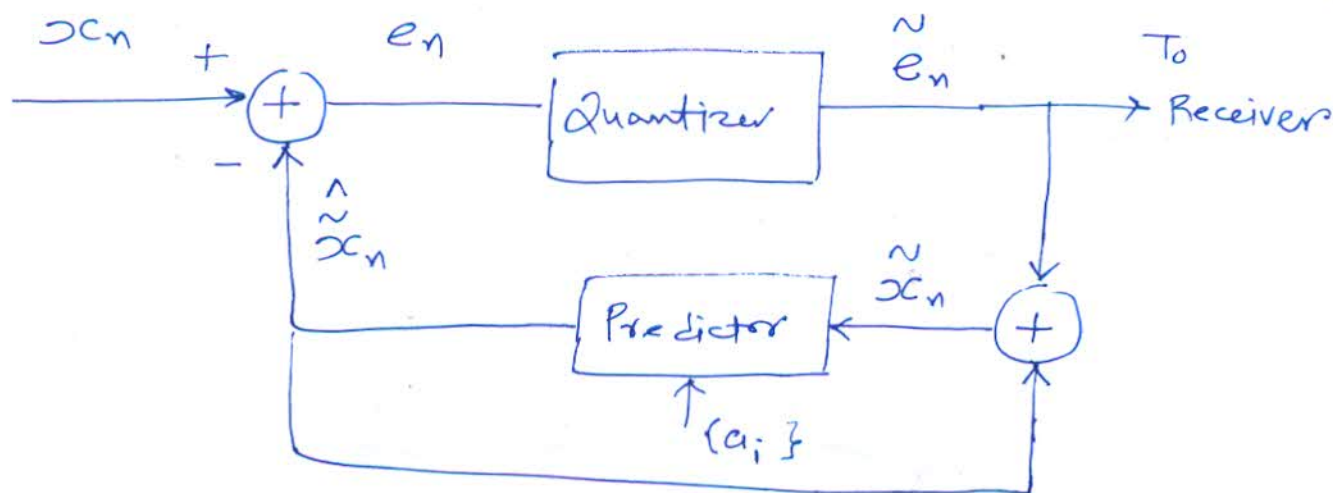 xₙ
+
+
−
eₙ
Quantizer
ẽₙ
To
Receiver
x̃̂ₙ
Predictor
x̃ₙ
+
{aᵢ}